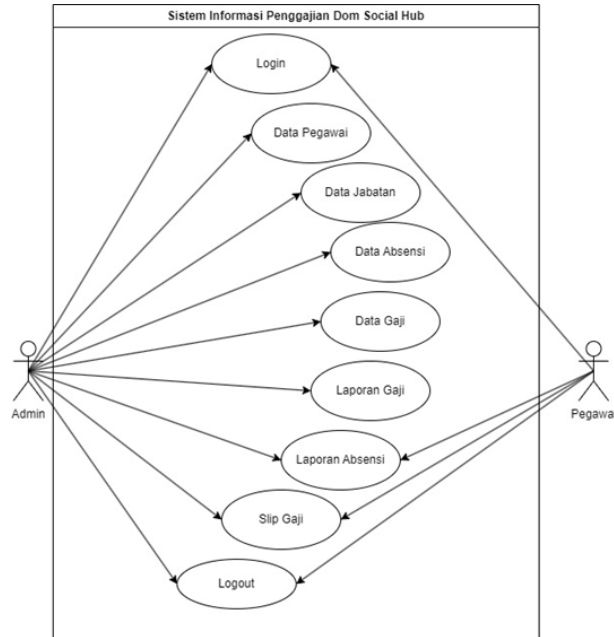 Sistem Informasi Penggajian Dom Social Hub
Login
Data Pegawai
Data Jabatan
Data Absensi
Data Gaji
Laporan Gaji
Admin
Pegawa
Laporan Absensi
Slip Gaji
Logout